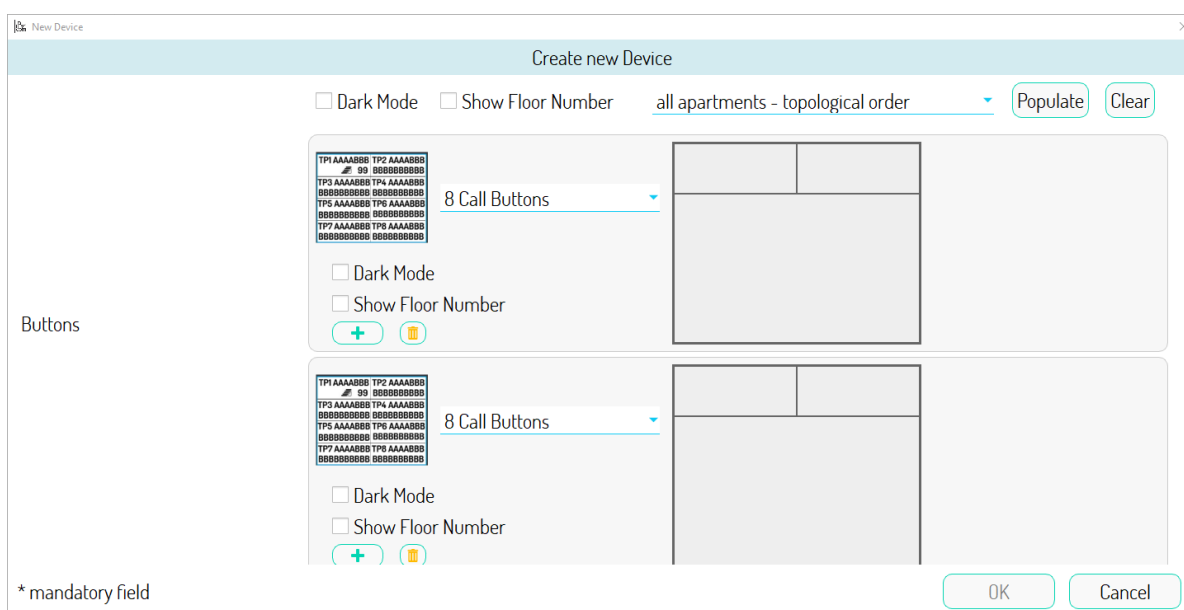 New Device
Create new Device
Dark Mode Show Floor Number all apartments - topological order Populate Clear
TP1 AAAABBB TP2 AAAABBB
99 BBBBBBBBBB
TP3 AAAABBB TP4 AAAABBB
BBBBBBBBBB BBBBBBBBBB
TP5 AAAABBB TP6 AAAABBB
BBBBBBBBBB BBBBBBBBBB
TP7 AAAABBB TP8 AAAABBB
BBBBBBBBBB BBBBBBBBBB
8 Call Buttons
Dark Mode
Show Floor Number
Buttons
TP1 AAAABBB TP2 AAAABBB
99 BBBBBBBBBB
TP3 AAAABBB TP4 AAAABBB
BBBBBBBBBB BBBBBBBBBB
TP5 AAAABBB TP6 AAAABBB
BBBBBBBBBB BBBBBBBBBB
TP7 AAAABBB TP8 AAAABBB
BBBBBBBBBB BBBBBBBBBB
8 Call Buttons
Dark Mode
Show Floor Number
* mandatory field
OK Cancel